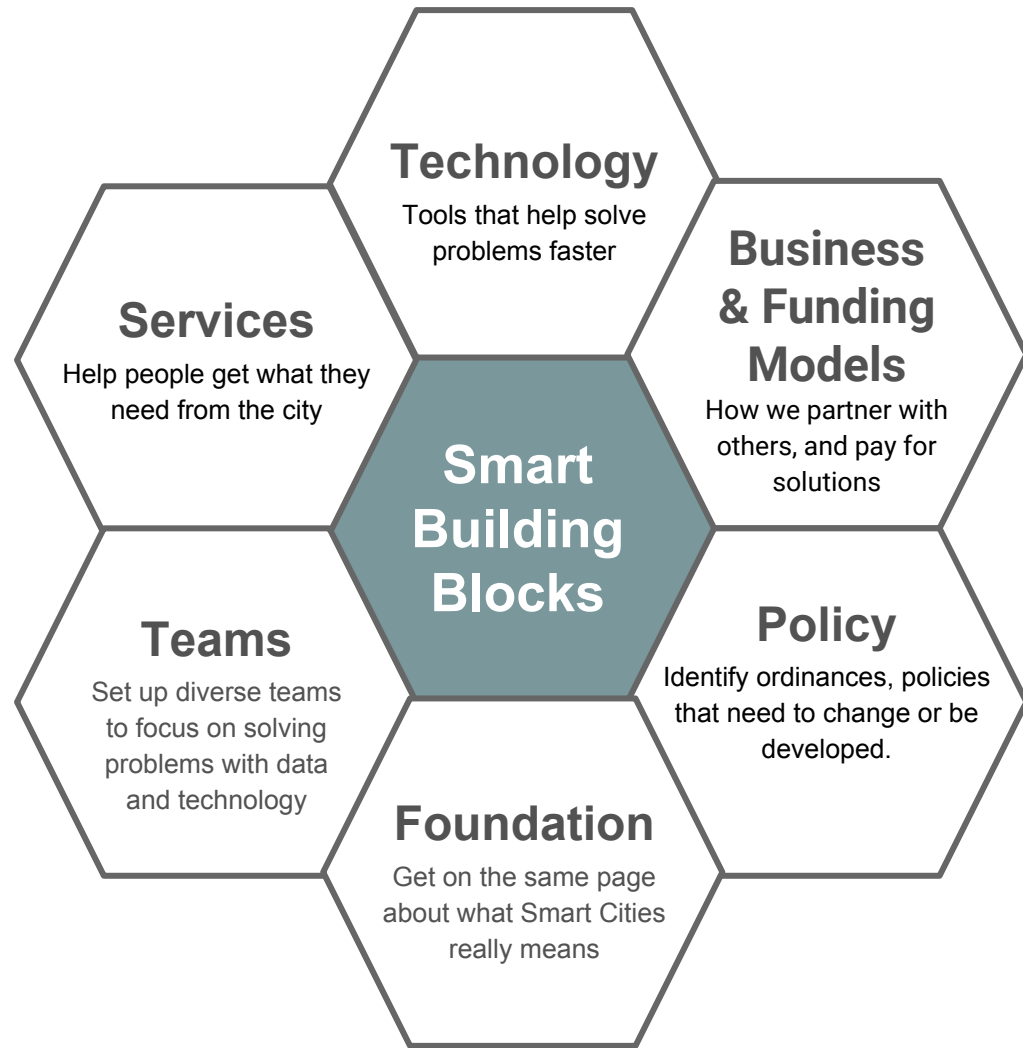 Technology
Tools that help solve
problems faster
Business
& Funding
Models
How we partner with
others, and pay for
solutions
Services
Help people get what they
need from the city
Smart
Building
Blocks
Policy
Identify ordinances, policies
that need to change or be
developed.
Teams
Set up diverse teams
to focus on solving
problems with data
and technology
Foundation
Get on the same page
about what Smart Cities
really means